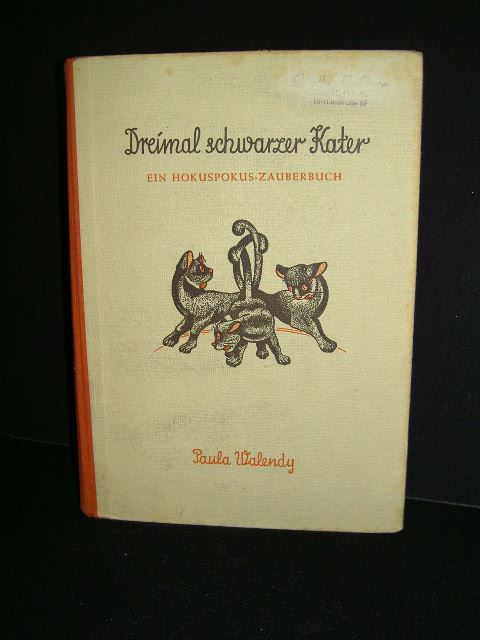 Dreimal schwarzer Kater
EIN HOKUSPOKUS-ZAUBERBUCH
Paula Walendy